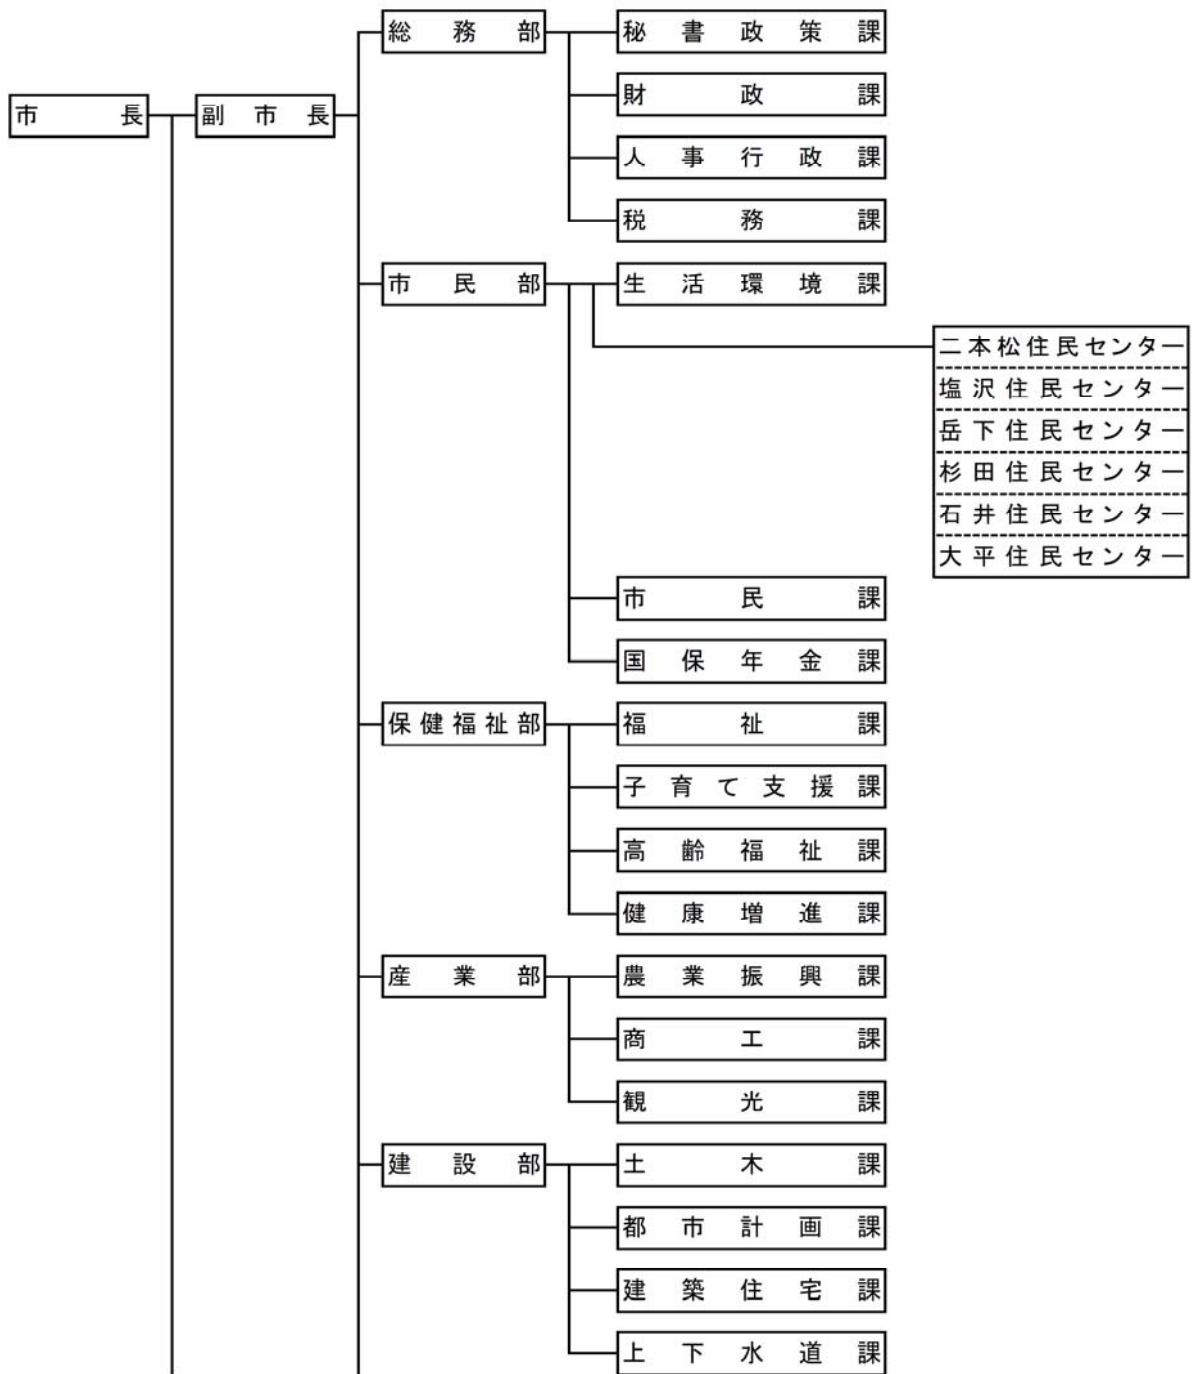 総務部
秘書政策課
財政課
市長
副市長
人事行政課
税務課
市民部
生活環境課
二本松住民センター
塩沢住民センター
岳下住民センター
杉田住民センター
石井住民センター
大平住民センター
市民課
国保年金課
保健福祉部
福祉課
子育て支援課
高齢福祉課
健康増進課
産業部
農業振興課
商工課
観光課
建設部
土木課
都市計画課
建築住宅課
上下水道課